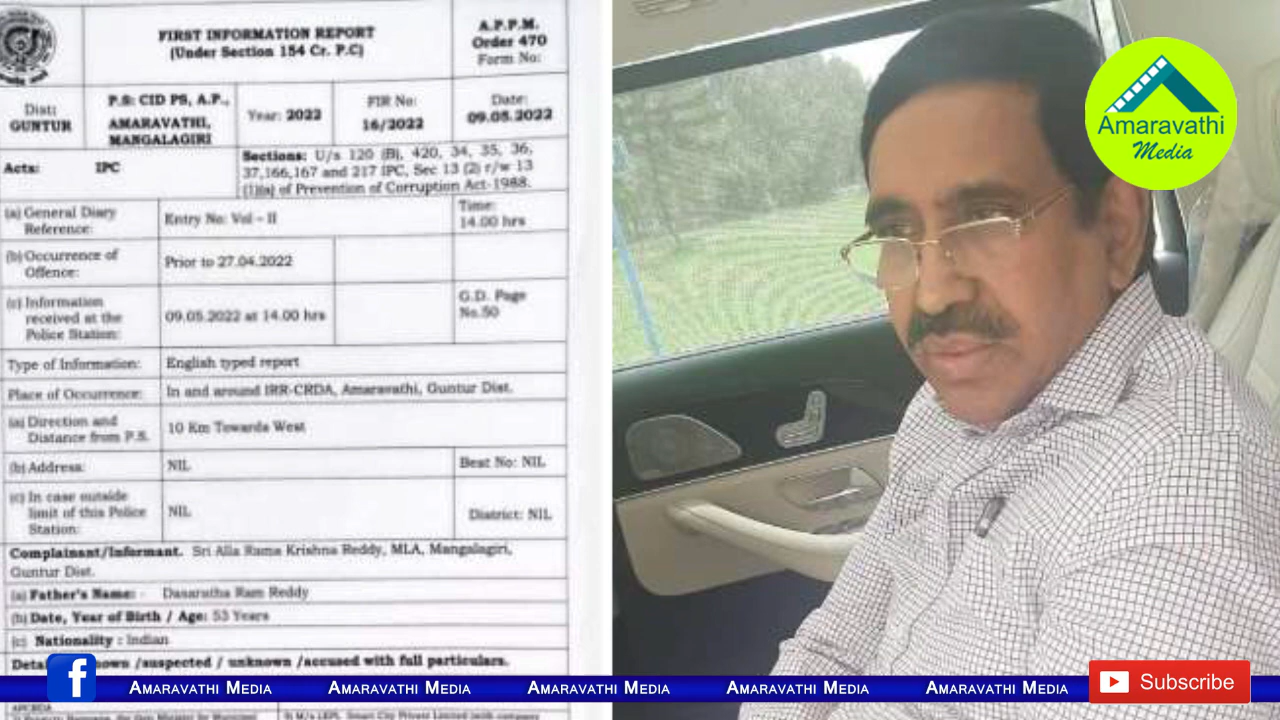 FIRST INFORMATION REPORT
(Under Section 154 Cr. P.C)
A.P.P.M.
Order 470
Form No:
Dist:
GUNTUR
P.S: CID PS, A.P.,
AMARAVATHI,
MANGALAGIRI
Year: 2022
FIR No:
16/2022
Date:
09.05.2022
Acts: IPC
Sections: U/s 120 (B), 420, 34, 35, 36,
37,166,167 and 217 IPC, Sec 13 (2) r/w 13
(1)(a) of Prevention of Corruption Act-1988.
(a) General Diary
Reference:
Entry No: Vol - II
Time:
14.00 hrs
(b) Occurrence of
Offence:
Prior to 27.04.2022
(c) Information
received at the
Police Station:
09.05.2022 at 14.00 hrs
G.D. Page
No.50
Type of Information: English typed report
Place of Occurrence: In and around IRR-CRDA, Amaravathi, Guntur Dist.
(a) Direction and
Distance from P.S.
10 Km Towards West
(b) Address: NIL Beat No: NIL
(c) In case outside
limit of this Police
Station:
NIL District: NIL
Complainant/Informant. Sri Alla Rama Krishna Reddy, MLA, Mangalagiri,
Guntur Dist.
(a) Father's Name: - Dasaratha Ram Reddy
(b) Date, Year of Birth / Age: 53 Years
(c) Nationality : Indian
/suspected / unknown /accused with full particulars.
Amaravathi
Media
f
AMARAVATHI MEDIA AMARAVATHI MEDIA AMARAVATHI MEDIA AMARAVATHI MEDIA AMARAVATHI MEDIA
Subscribe